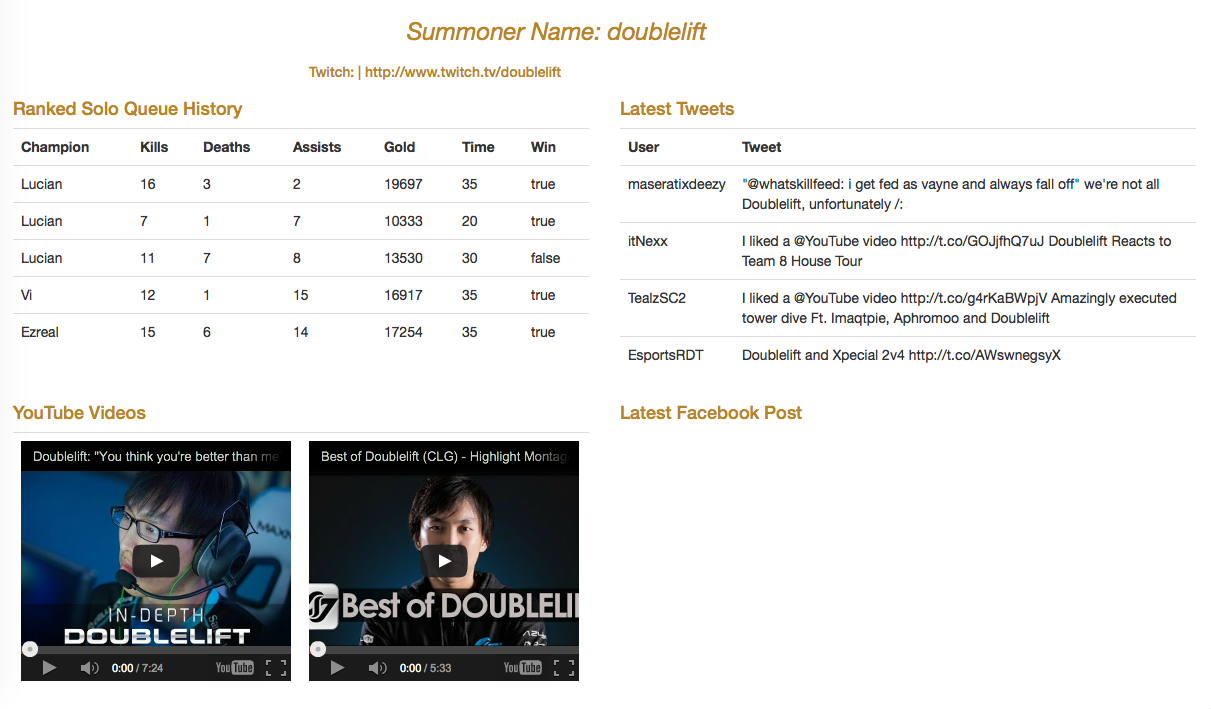 Summoner Name: doublelift
Twitch: | http://www.twitch.tv/doublelift
Ranked Solo Queue History
Champion Kills Deaths Assists Gold Time Win
Lucian 16 3 2 19697 35 true
Lucian 7 1 7 10333 20 true
Lucian 11 7 8 13530 30 false
Vi 12 1 15 16917 35 true
Ezreal 15 6 14 17254 35 true
Latest Tweets
User Tweet
maseratixdeezy "@whatskillfeed: i get fed as vayne and always fall off" we're not all
Doublelift, unfortunately /:
itNexx I liked a @YouTube video http://t.co/GOJjfhQ7uJ Doublelift Reacts to
Team 8 House Tour
TealzSC2 I liked a @YouTube video http://t.co/g4rKaBWpjV Amazingly executed
tower dive Ft. Imaqtpie, Aphromoo and Doublelift
EsportsRDT Doublelift and Xpecial 2v4 http://t.co/AWswnegsyX
YouTube Videos
Doublelift: "You think you're better than me
IN-DEPTH
DOUBLELIFT
0:00 / 7:24 YouTube
Best of Doublelift (CLG) - Highlight Montag
Best of DOUBLELI
0:00 / 5:33 YouTube
Latest Facebook Post